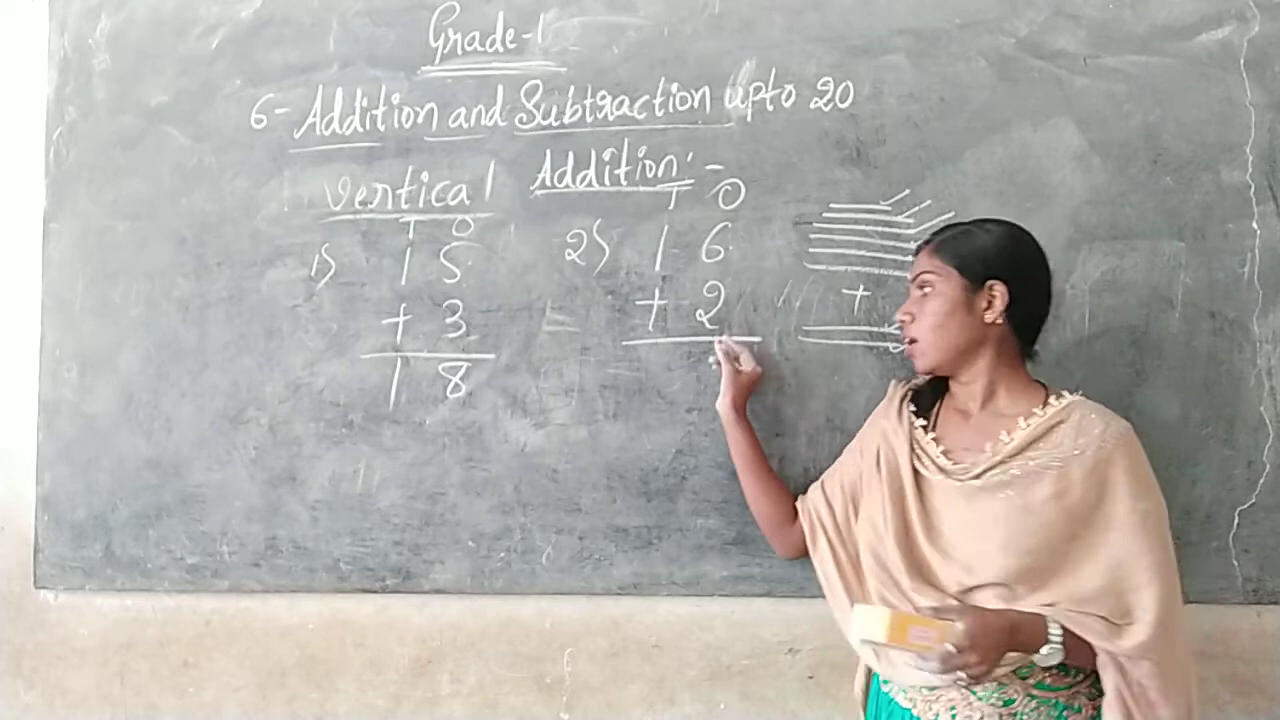 Grade-1
6-Addition and Subtraction upto 20
Vertical Addition:-
T O
1) 1 5
+ 3
1 8
T O
2) 1 6
+ 2
+